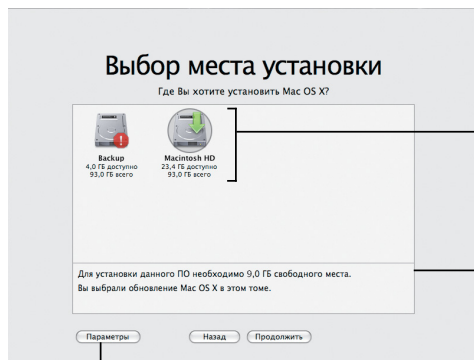 Выбор места установки
Где Вы хотите установить Mac OS X?
Backup
4,0 ГБ доступно
93,0 ГБ всего
Macintosh HD
23,4 ГБ доступно
93,0 ГБ всего
Для установки данного ПО необходимо 9,0 ГБ свободного места.
Вы выбрали обновление Mac OS X в этом томе.
Параметры
Назад
Продолжить